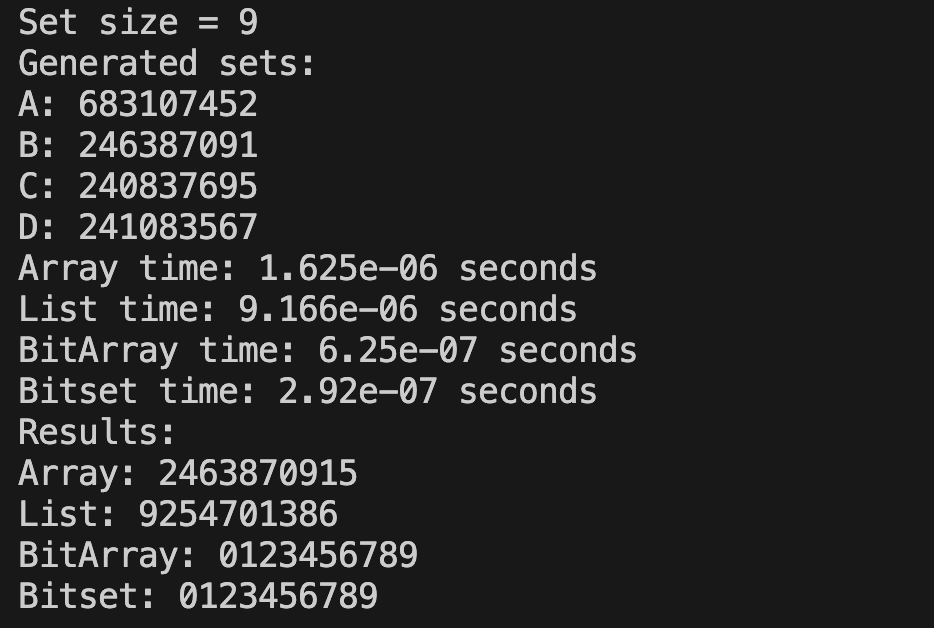 Set size = 9
Generated sets:
A: 683107452
B: 246387091
C: 240837695
D: 241083567
Array time: 1.625e-06 seconds
List time: 9.166e-06 seconds
BitArray time: 6.25e-07 seconds
Bitset time: 2.92e-07 seconds
Results:
Array: 2463870915
List: 9254701386
BitArray: 0123456789
Bitset: 0123456789